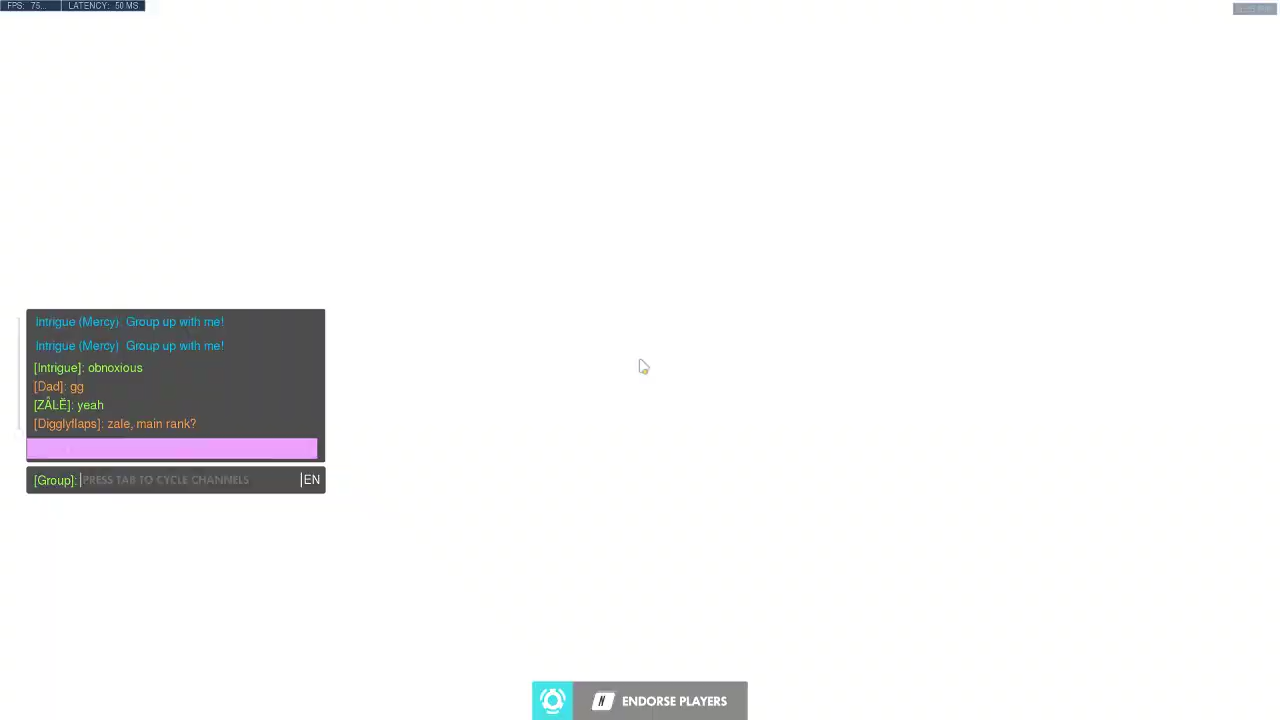 FPS: 75... LATENCY: 50 MS
Intrigue (Mercy): Group up with me!
Intrigue (Mercy): Group up with me!
[Intrigue]: obnoxious
[Dad]: gg
[ZÅLĒ]: yeah
[Digglyflaps]: zale, main rank?
[Group]: PRESS TAB TO CYCLE CHANNELS EN
N ENDORSE PLAYERS